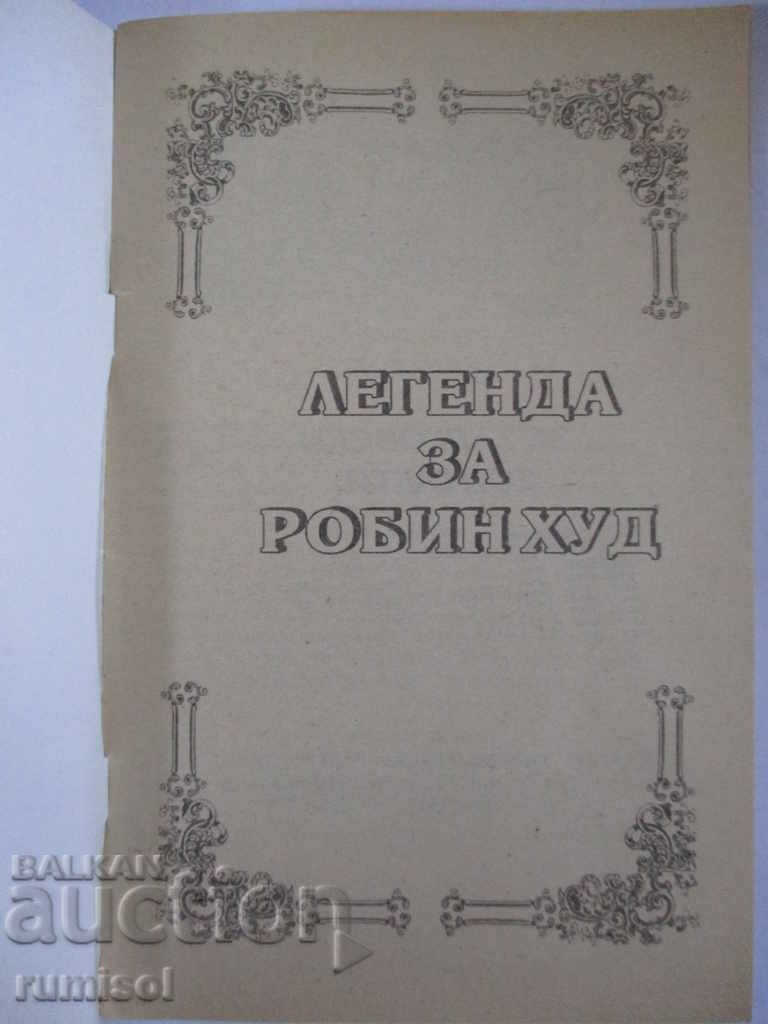 ЛЕГЕНДА
ЗА
РОБИН ХУД
BALKAN
auction
rumisol